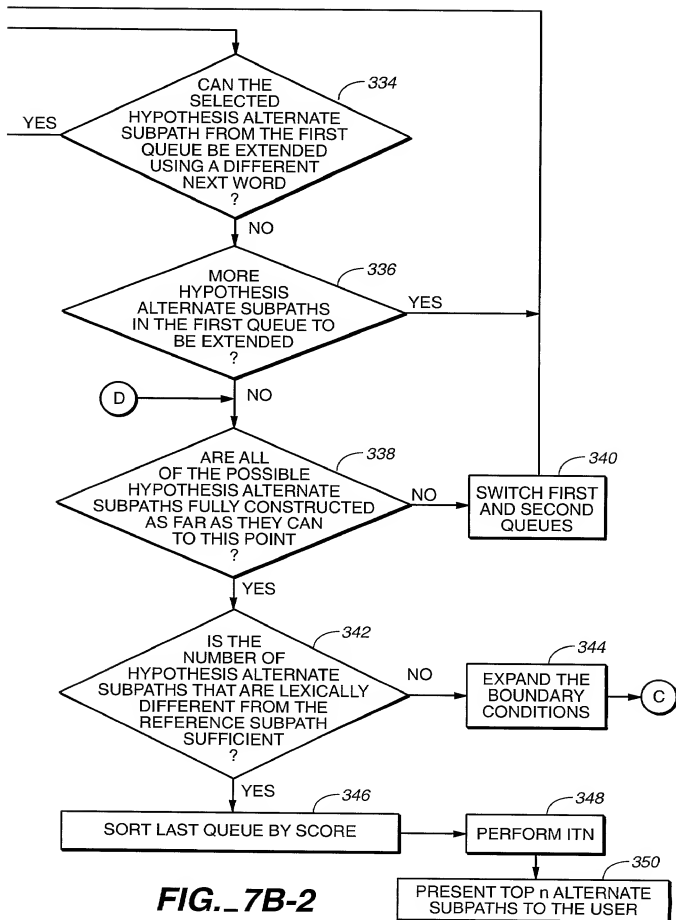 CAN THE
SELECTED
HYPOTHESIS ALTERNATE
SUBPATH FROM THE FIRST
QUEUE BE EXTENDED
USING A DIFFERENT
NEXT WORD
?
334
YES
NO
MORE
HYPOTHESIS
ALTERNATE SUBPATHS
IN THE FIRST QUEUE TO
BE EXTENDED
?
336
YES
NO
D
ARE ALL
OF THE POSSIBLE
HYPOTHESIS ALTERNATE
SUBPATHS FULLY CONSTRUCTED
AS FAR AS THEY CAN
TO THIS POINT
?
338
NO
340
SWITCH FIRST
AND SECOND
QUEUES
YES
IS THE
NUMBER OF
HYPOTHESIS ALTERNATE
SUBPATHS THAT ARE LEXICALLY
DIFFERENT FROM THE
REFERENCE SUBPATH
SUFFICIENT
?
342
NO
344
EXPAND THE
BOUNDARY
CONDITIONS
C
YES
346
SORT LAST QUEUE BY SCORE
348
PERFORM ITN
350
PRESENT TOP n ALTERNATE
SUBPATHS TO THE USER
FIG._7B-2